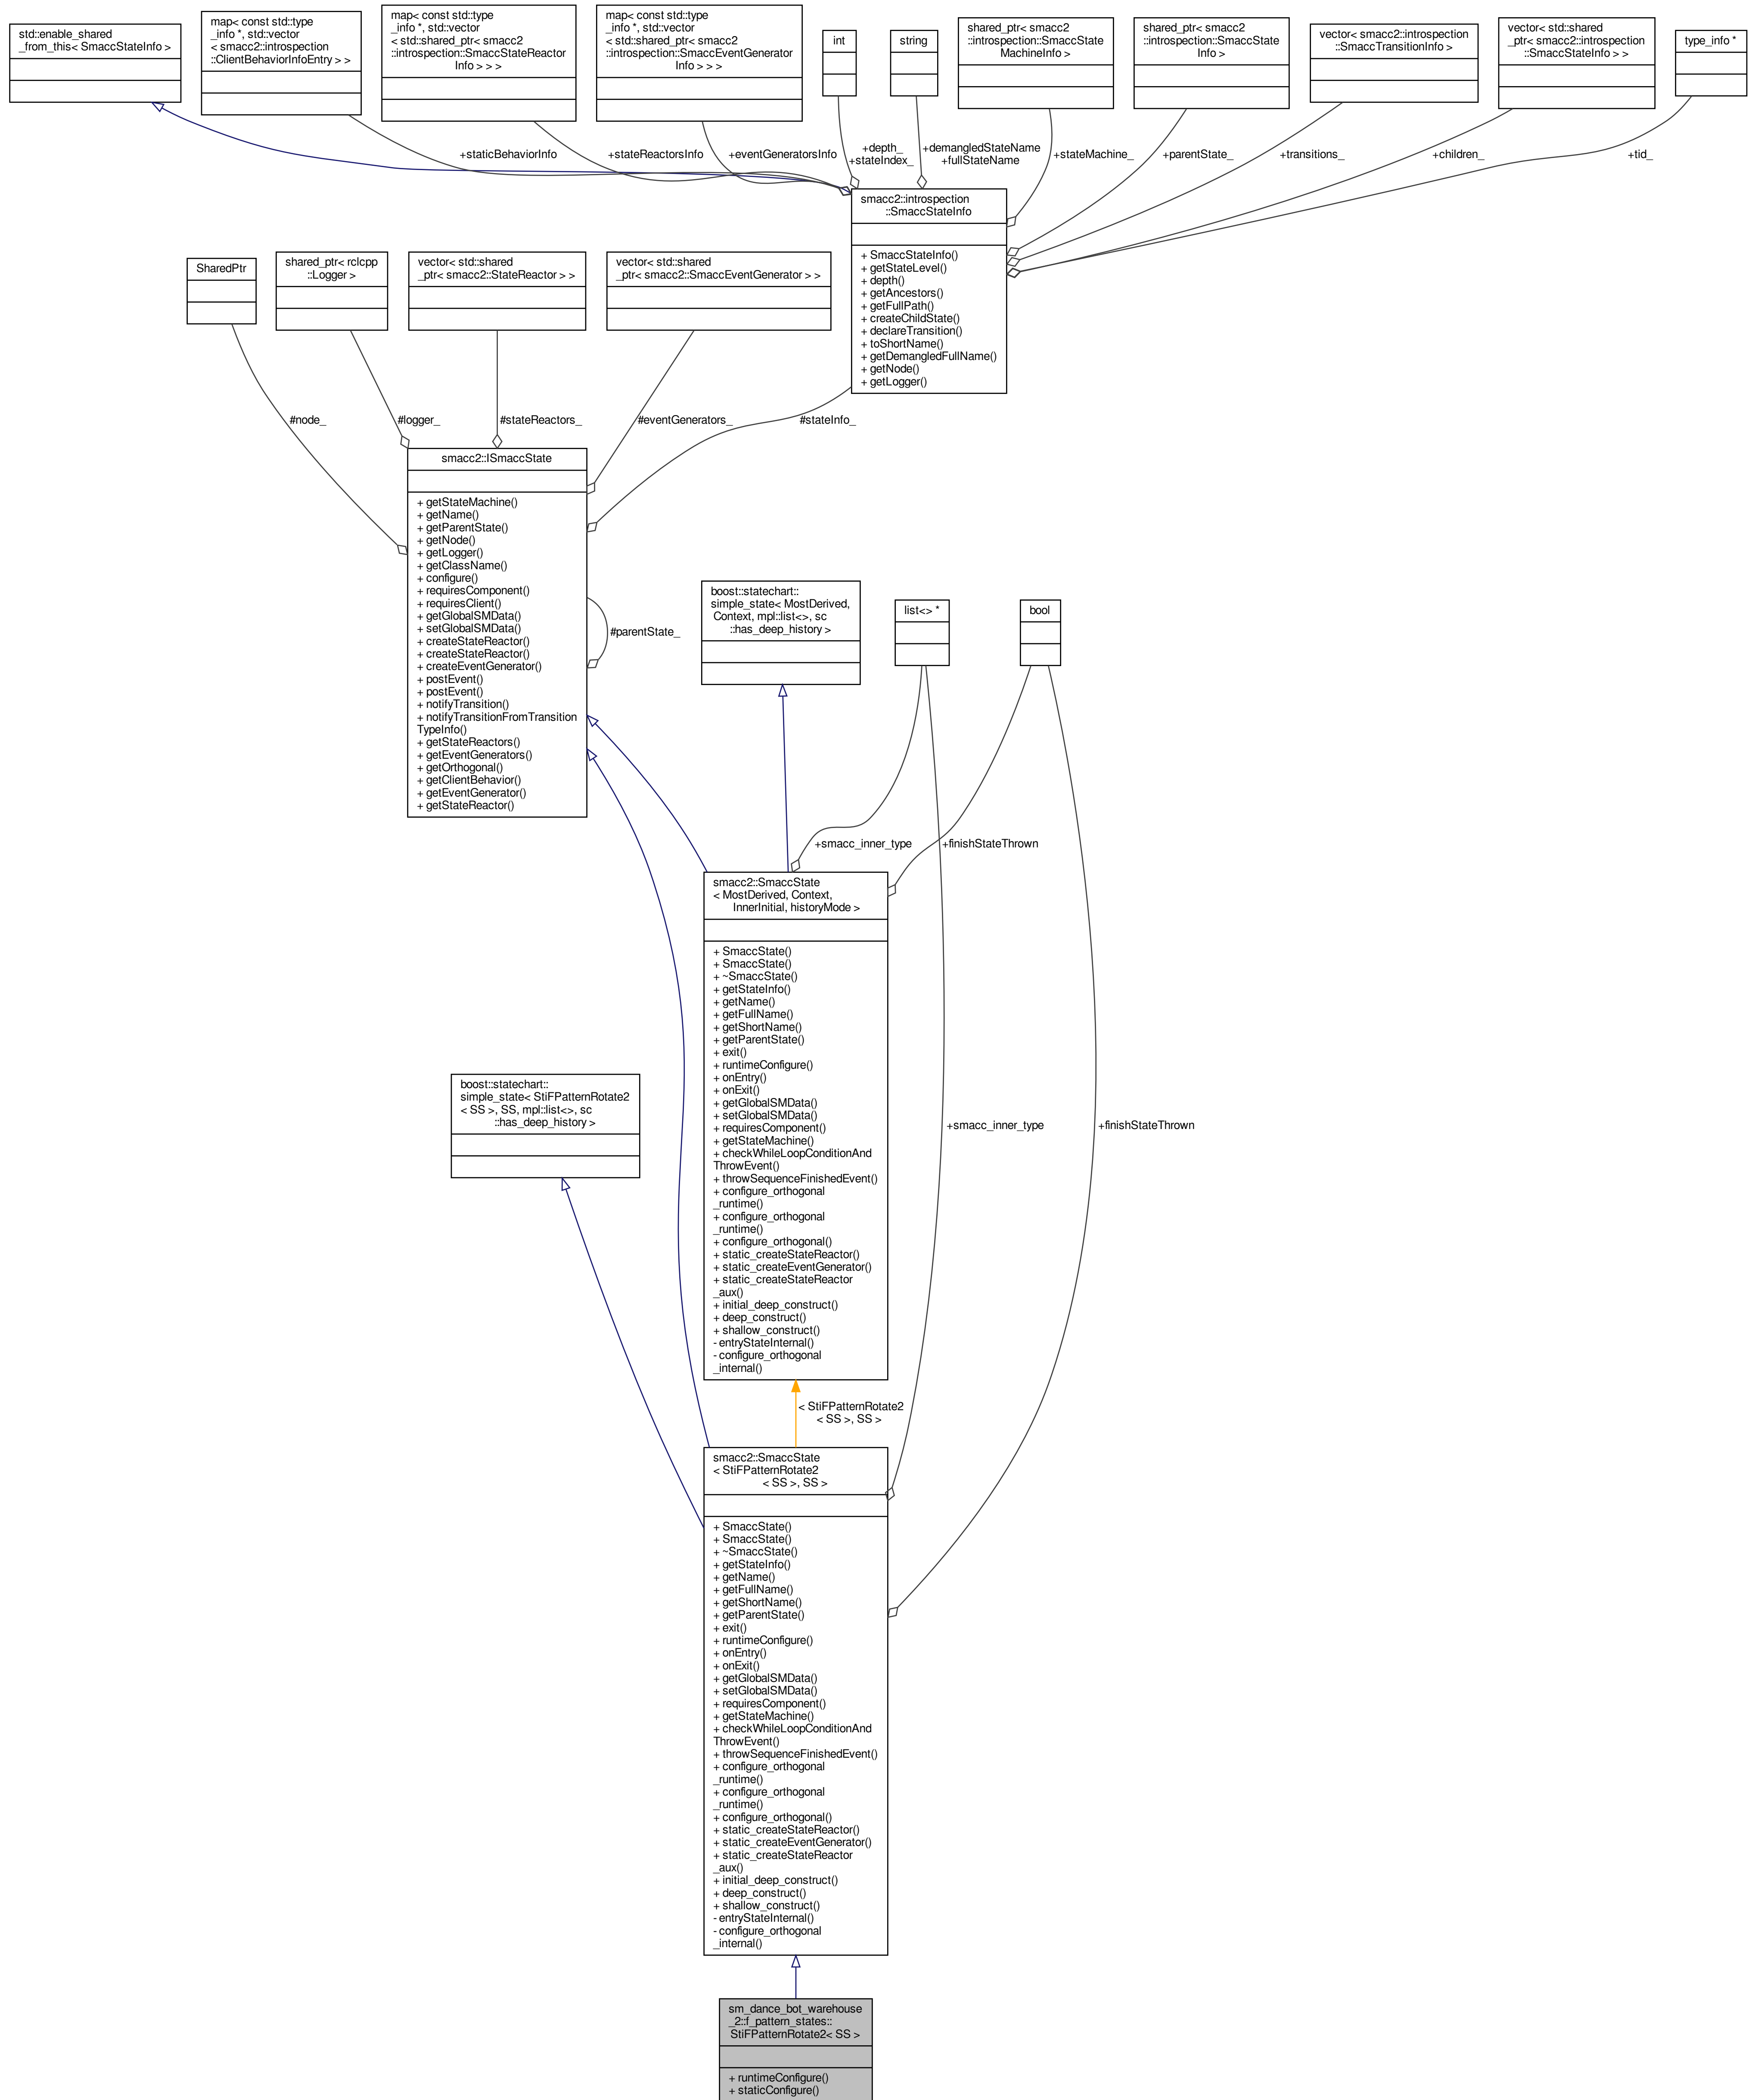 std::enable_shared
_from_this< SmaccStateInfo >
map< const std::type
_info *, std::vector
< smacc2::introspection
::ClientBehaviorInfoEntry > >
map< const std::type
_info *, std::vector
< std::shared_ptr< smacc2
::introspection::SmaccStateReactor
Info > > >
map< const std::type
_info *, std::vector
< std::shared_ptr< smacc2
::introspection::SmaccEventGenerator
Info > > >
int
string
shared_ptr< smacc2
::introspection::SmaccState
MachineInfo >
shared_ptr< smacc2
::introspection::SmaccState
Info >
vector< smacc2::introspection
::SmaccTransitionInfo >
vector< std::shared
_ptr< smacc2::introspection
::SmaccStateInfo > >
type_info *
+staticBehaviorInfo
+stateReactorsInfo
+eventGeneratorsInfo
+depth_
+stateIndex_
+demangledStateName
+fullStateName
+stateMachine_
+parentState_
+transitions_
+children_
+tid_
smacc2::introspection
::SmaccStateInfo
+ SmaccStateInfo()
+ getStateLevel()
+ depth()
+ getAncestors()
+ getFullPath()
+ createChildState()
+ declareTransition()
+ toShortName()
+ getDemangledFullName()
+ getNode()
+ getLogger()
SharedPtr
shared_ptr< rclcpp
::Logger >
vector< std::shared
_ptr< smacc2::StateReactor > >
vector< std::shared
_ptr< smacc2::SmaccEventGenerator > >
#node_
#logger_
#stateReactors_
#eventGenerators_
#stateInfo_
smacc2::ISmaccState
+ getStateMachine()
+ getName()
+ getParentState()
+ getNode()
+ getLogger()
+ getClassName()
+ configure()
+ requiresComponent()
+ requiresClient()
+ getGlobalSMData()
+ setGlobalSMData()
+ createStateReactor()
+ createStateReactor()
+ createEventGenerator()
+ postEvent()
+ postEvent()
+ notifyTransition()
+ notifyTransitionFromTransition
TypeInfo()
+ getStateReactors()
+ getEventGenerators()
+ getOrthogonal()
+ getClientBehavior()
+ getEventGenerator()
+ getStateReactor()
#parentState_
boost::statechart::
simple_state< MostDerived,
Context, mpl::list<>, sc
::has_deep_history >
list<> *
bool
+smacc_inner_type
+finishStateThrown
smacc2::SmaccState
< MostDerived, Context,
InnerInitial, historyMode >
+ SmaccState()
+ SmaccState()
+ ~SmaccState()
+ getStateInfo()
+ getName()
+ getFullName()
+ getShortName()
+ getParentState()
+ exit()
+ runtimeConfigure()
+ onEntry()
+ onExit()
+ getGlobalSMData()
+ setGlobalSMData()
+ requiresComponent()
+ getStateMachine()
+ checkWhileLoopConditionAnd
ThrowEvent()
+ throwSequenceFinishedEvent()
+ configure_orthogonal
_runtime()
+ configure_orthogonal
_runtime()
+ configure_orthogonal()
+ static_createStateReactor()
+ static_createEventGenerator()
+ static_createStateReactor
_aux()
+ initial_deep_construct()
+ deep_construct()
+ shallow_construct()
- entryStateInternal()
- configure_orthogonal
_internal()
boost::statechart::
simple_state< StiFPatternRotate2
< SS >, SS, mpl::list<>, sc
::has_deep_history >
+smacc_inner_type
+finishStateThrown
< StiFPatternRotate2
< SS >, SS >
smacc2::SmaccState
< StiFPatternRotate2
< SS >, SS >
+ SmaccState()
+ SmaccState()
+ ~SmaccState()
+ getStateInfo()
+ getName()
+ getFullName()
+ getShortName()
+ getParentState()
+ exit()
+ runtimeConfigure()
+ onEntry()
+ onExit()
+ getGlobalSMData()
+ setGlobalSMData()
+ requiresComponent()
+ getStateMachine()
+ checkWhileLoopConditionAnd
ThrowEvent()
+ throwSequenceFinishedEvent()
+ configure_orthogonal
_runtime()
+ configure_orthogonal
_runtime()
+ configure_orthogonal()
+ static_createStateReactor()
+ static_createEventGenerator()
+ static_createStateReactor
_aux()
+ initial_deep_construct()
+ deep_construct()
+ shallow_construct()
- entryStateInternal()
- configure_orthogonal
_internal()
sm_dance_bot_warehouse
_2::f_pattern_states::
StiFPatternRotate2< SS >
+ runtimeConfigure()
+ staticConfigure()